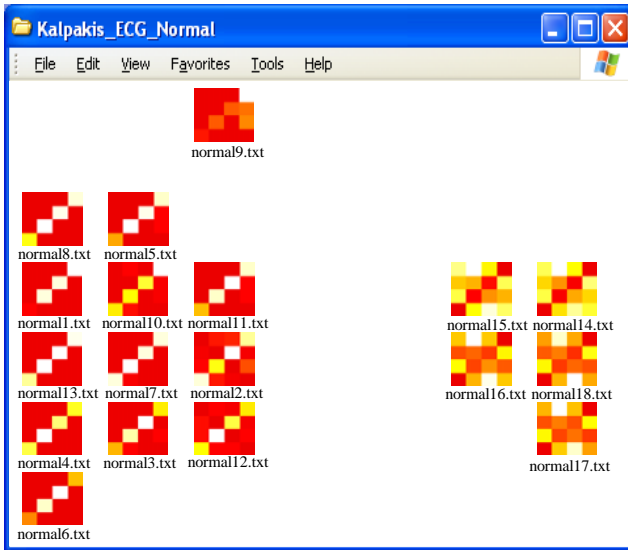 Kalpakis_ECG_Normal
File Edit View Favorites Tools Help
normal9.txt
normal8.txt normal5.txt
normal1.txt normal10.txt normal11.txt normal15.txt normal14.txt
normal13.txt normal7.txt normal2.txt normal16.txt normal18.txt
normal4.txt normal3.txt normal12.txt normal17.txt
normal6.txt